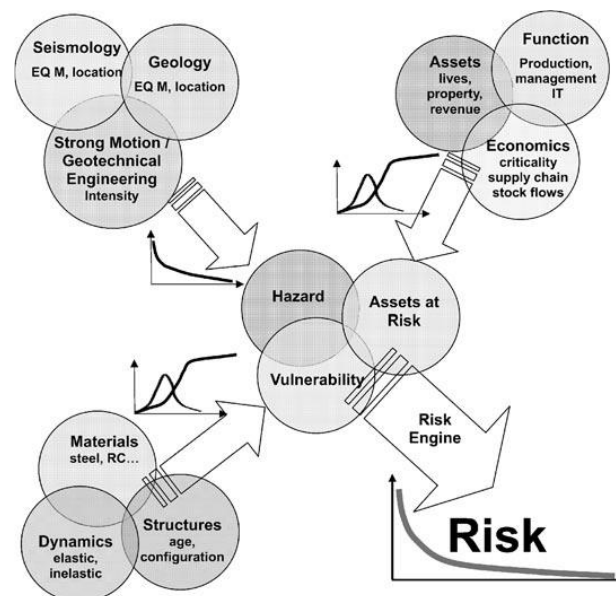 Seismology
EQ M, location
Geology
EQ M, location
Strong Motion /
Geotechnical
Engineering
Intensity
Function
Production,
management
IT
Assets
lives,
property,
revenue
Economics
criticality
supply chain
stock flows
Hazard
Assets at
Risk
Vulnerability
Materials
steel, RC...
Dynamics
elastic,
inelastic
Structures
age,
configuration
Risk
Engine
Risk